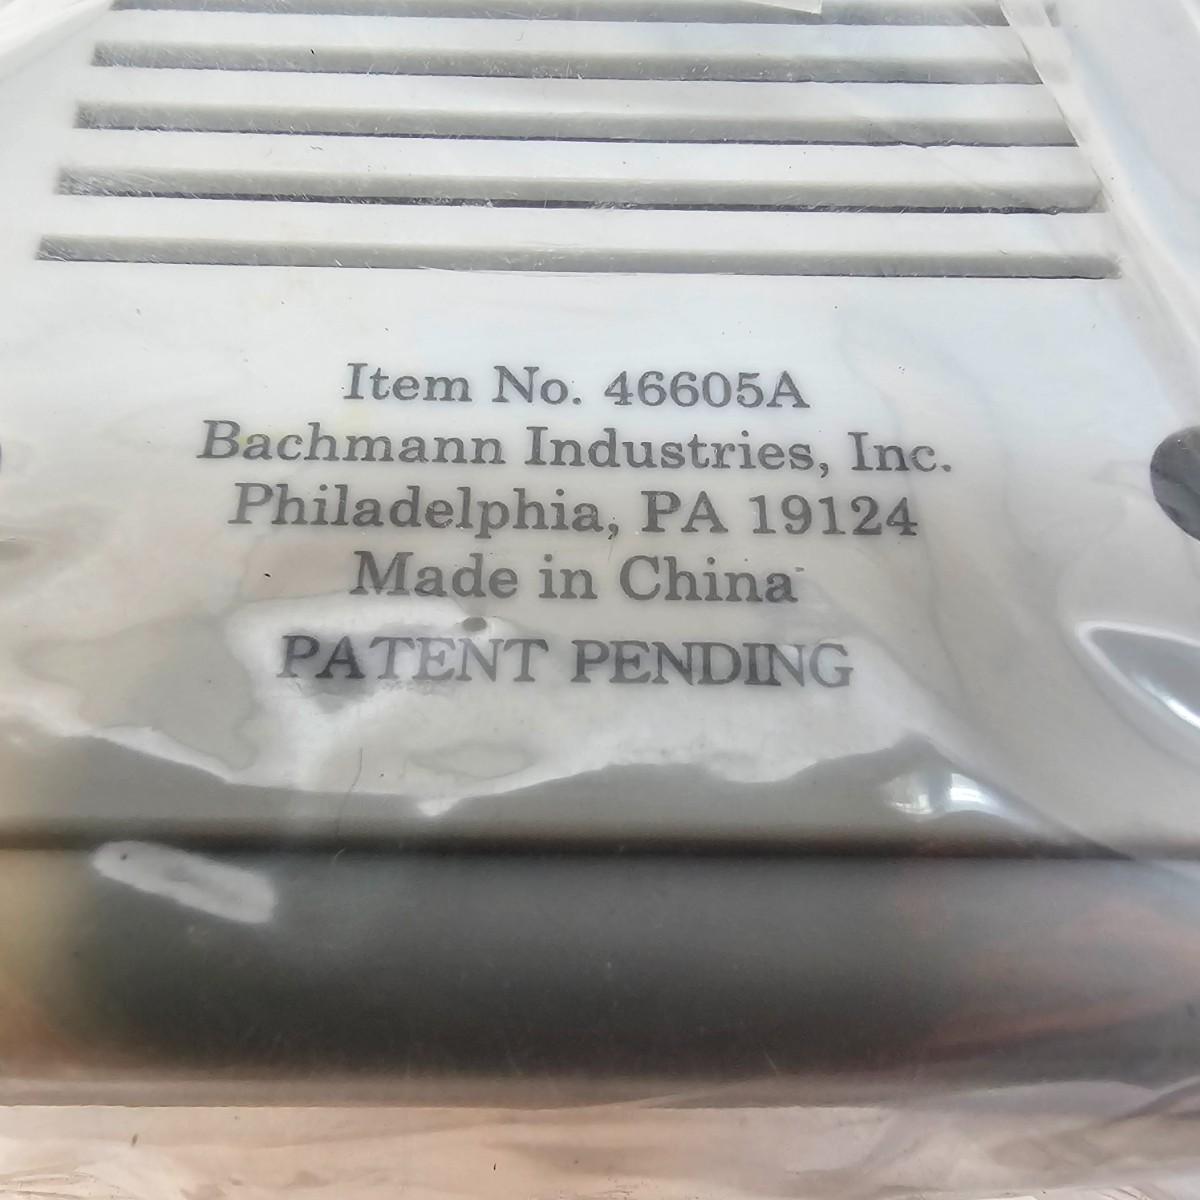 Item No. 46605A
Bachmann Industries, Inc.
Philadelphia, PA 19124
Made in China
PATENT PENDING